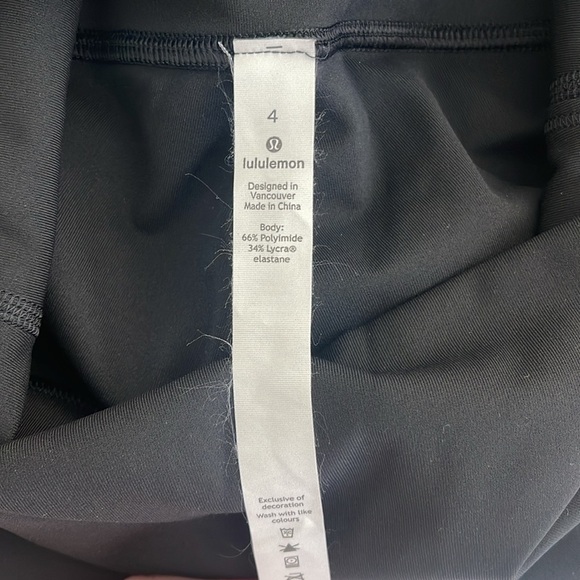 4
lululemon
Designed in
Vancouver
Made in China
Body:
66% Polyimide
34% Lycra®
elastane
Exclusive of
decoration
Wash with like
colours